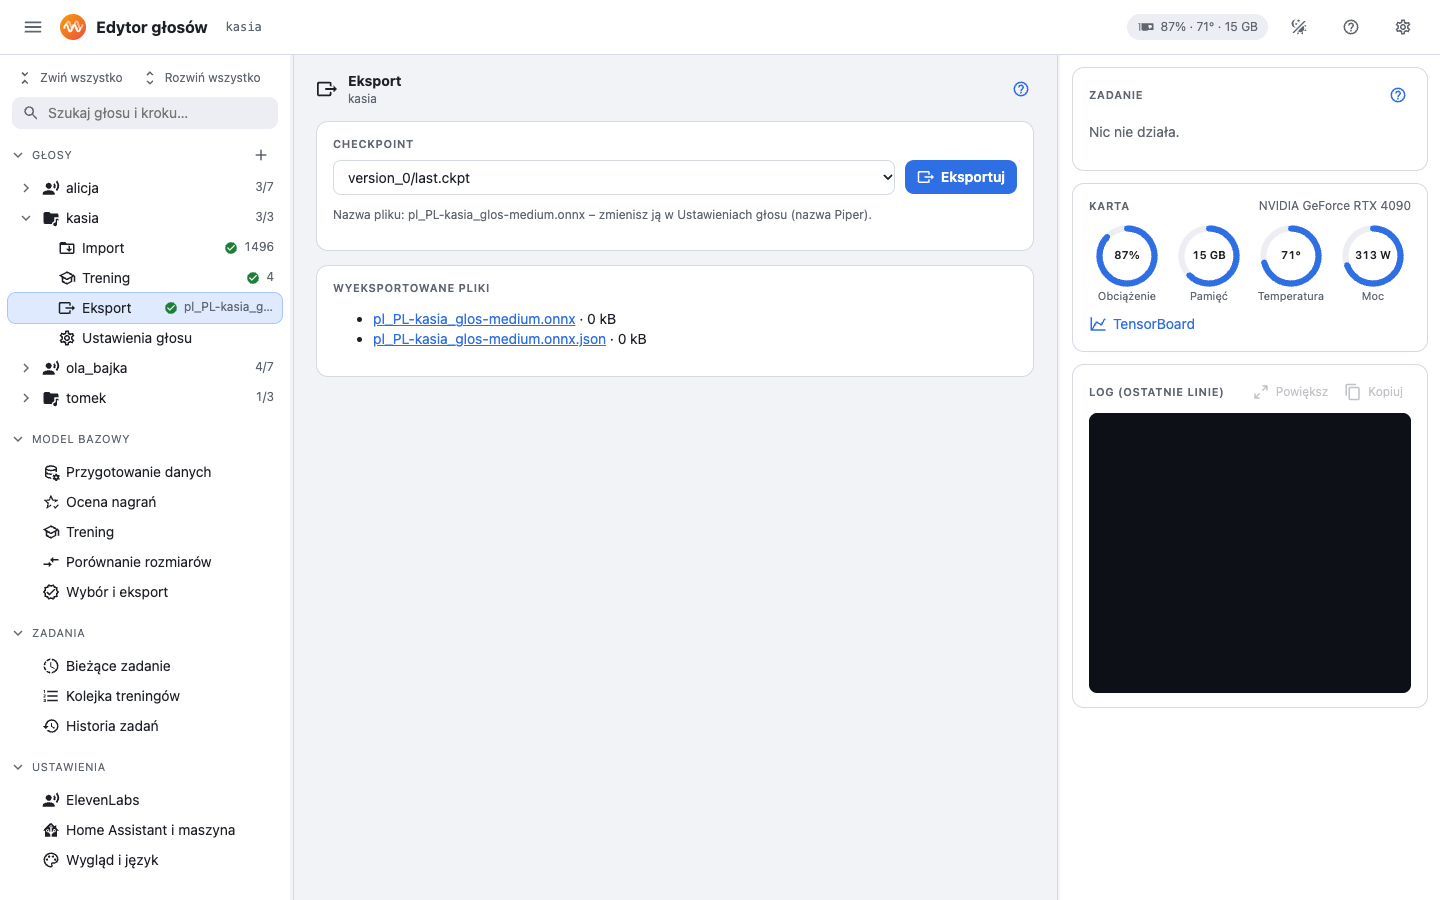 Edytor głosów kasia
87% · 71° · 15 GB
Zwiń wszystko Rozwiń wszystko
Szukaj głosu i kroku...
GŁOSY
alicja 3/7
kasia 3/3
Import 1496
Trening 4
Eksport pl_PL-kasia_g...
Ustawienia głosu
ola_bajka 4/7
tomek 1/3
MODEL BAZOWY
Przygotowanie danych
Ocena nagrań
Trening
Porównanie rozmiarów
Wybór i eksport
ZADANIA
Bieżące zadanie
Kolejka treningów
Historia zadań
USTAWIENIA
ElevenLabs
Home Assistant i maszyna
Wygląd i język
Eksport
kasia
CHECKPOINT
version_0/last.ckpt
Eksportuj
Nazwa pliku: pl_PL-kasia_glos-medium.onnx – zmienisz ją w Ustawieniach głosu (nazwa Piper).
WYEKSPORTOWANE PLIKI
pl_PL-kasia_glos-medium.onnx · 0 kB
pl_PL-kasia_glos-medium.onnx.json · 0 kB
ZADANIE
Nic nie działa.
KARTA NVIDIA GeForce RTX 4090
87% 15 GB 71° 313 W
Obciążenie Pamięć Temperatura Moc
TensorBoard
LOG (OSTATNIE LINIE) Powiększ Kopiuj